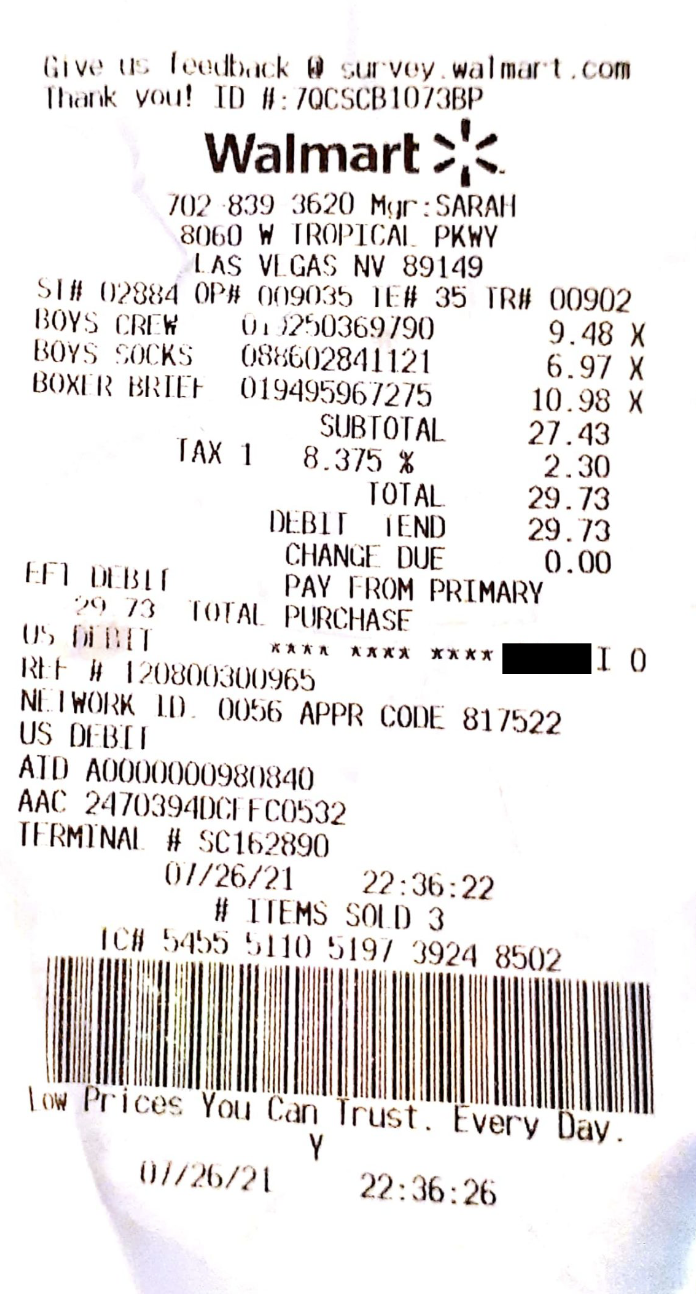 Give us feedback @ survey.walmart.com
Thank you! ID #:7QCSCB1073BP
Walmart
702-839-3620 Mgr:SARAH
8060 W TROPICAL PKWY
LAS VEGAS NV 89149
ST# 02884 OP# 009035 TE# 35 TR# 00902
BOYS CREW 9.48 X
BOYS SOCKS 088602841121 6.97 X
BOXER BRIEF 019495967275 10.98 X
SUBTOTAL 27.43
TAX 1 8.375 % 2.30
TOTAL 29.73
DEBIT TEND 29.73
CHANGE DUE 0.00
EFT DEBIT PAY FROM PRIMARY
29.73 TOTAL PURCHASE
US DEBIT **** **** **** I 0
REF # 120800300965
NETWORK ID. 0056 APPR CODE 817522
US DEBIT
AID A0000000980840
AAC 2470394DCFFC0532
TERMINAL # SC162890
07/26/21 22:36:22
# ITEMS SOLD 3
TC# 5455 5110 5197 3924 8502
Low Prices You Can Trust. Every Day.
Y
07/26/21 22:36:26